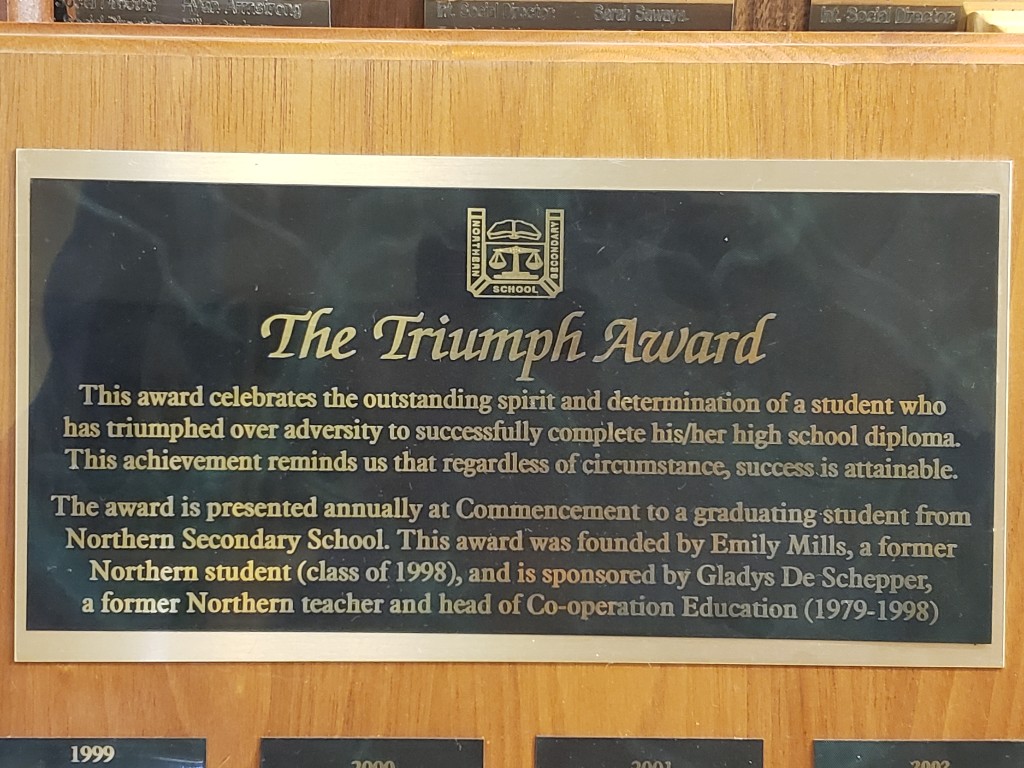 Int. Social Director: Sarah Saways
Int. Social Director:
NORTHERN SECONDARY
SCHOOL
The Triumph Award
This award celebrates the outstanding spirit and determination of a student who
has triumphed over adversity to successfully complete his/her high school diploma.
This achievement reminds us that regardless of circumstance, success is attainable.
The award is presented annually at Commencement to a graduating student from
Northern Secondary School. This award was founded by Emily Mills, a former
Northern student (class of 1998), and is sponsored by Gladys De Schepper,
a former Northern teacher and head of Co-operation Education (1979-1998)
1999
2000
2001
2002